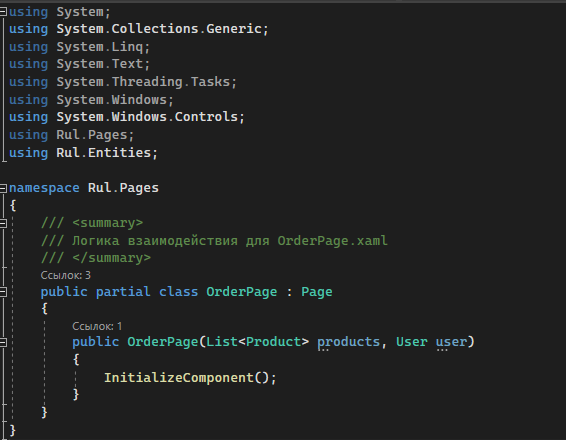 using System;
using System.Collections.Generic;
using System.Linq;
using System.Text;
using System.Threading.Tasks;
using System.Windows;
using System.Windows.Controls;
using Rul.Pages;
using Rul.Entities;
namespace Rul.Pages
{
/// <summary>
/// Логика взаимодействия для OrderPage.xaml
/// </summary>
Ссылок: 3
public partial class OrderPage : Page
{
Ссылок: 1
public OrderPage(List<Product> products, User user)
{
InitializeComponent();
}
}
}